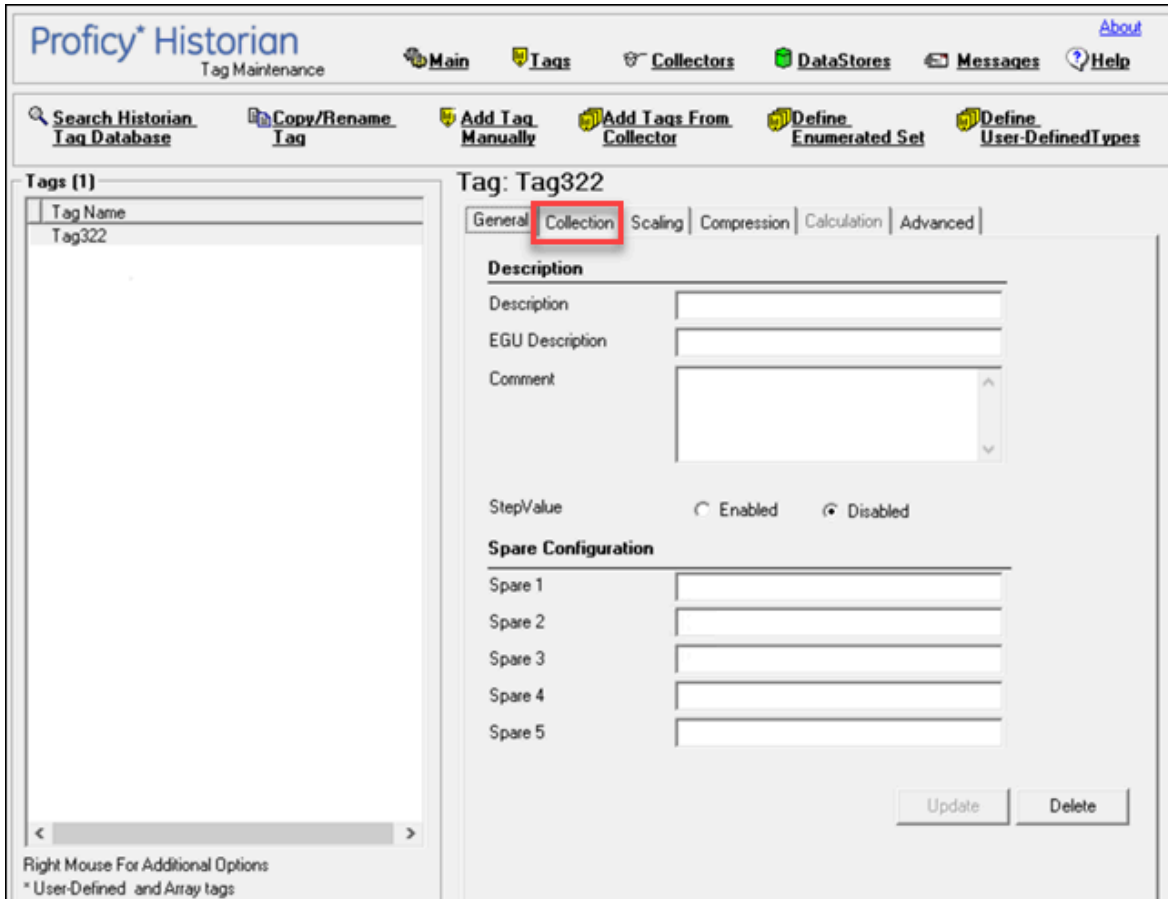 Proficy* Historian
Tag Maintenance
About
Main
Tags
Collectors
DataStores
Messages
Help
Search Historian
Tag Database
Copy/Rename
Tag
Add Tag
Manually
Add Tags From
Collector
Define
Enumerated Set
Define
User-DefinedTypes
Tags (1)
Tag Name
Tag322
Right Mouse For Additional Options
* User-Defined and Array tags
Tag: Tag322
General
Collection
Scaling
Compression
Calculation
Advanced
Description
Description
EGU Description
Comment
StepValue
Enabled
Disabled
Spare Configuration
Spare 1
Spare 2
Spare 3
Spare 4
Spare 5
Update
Delete